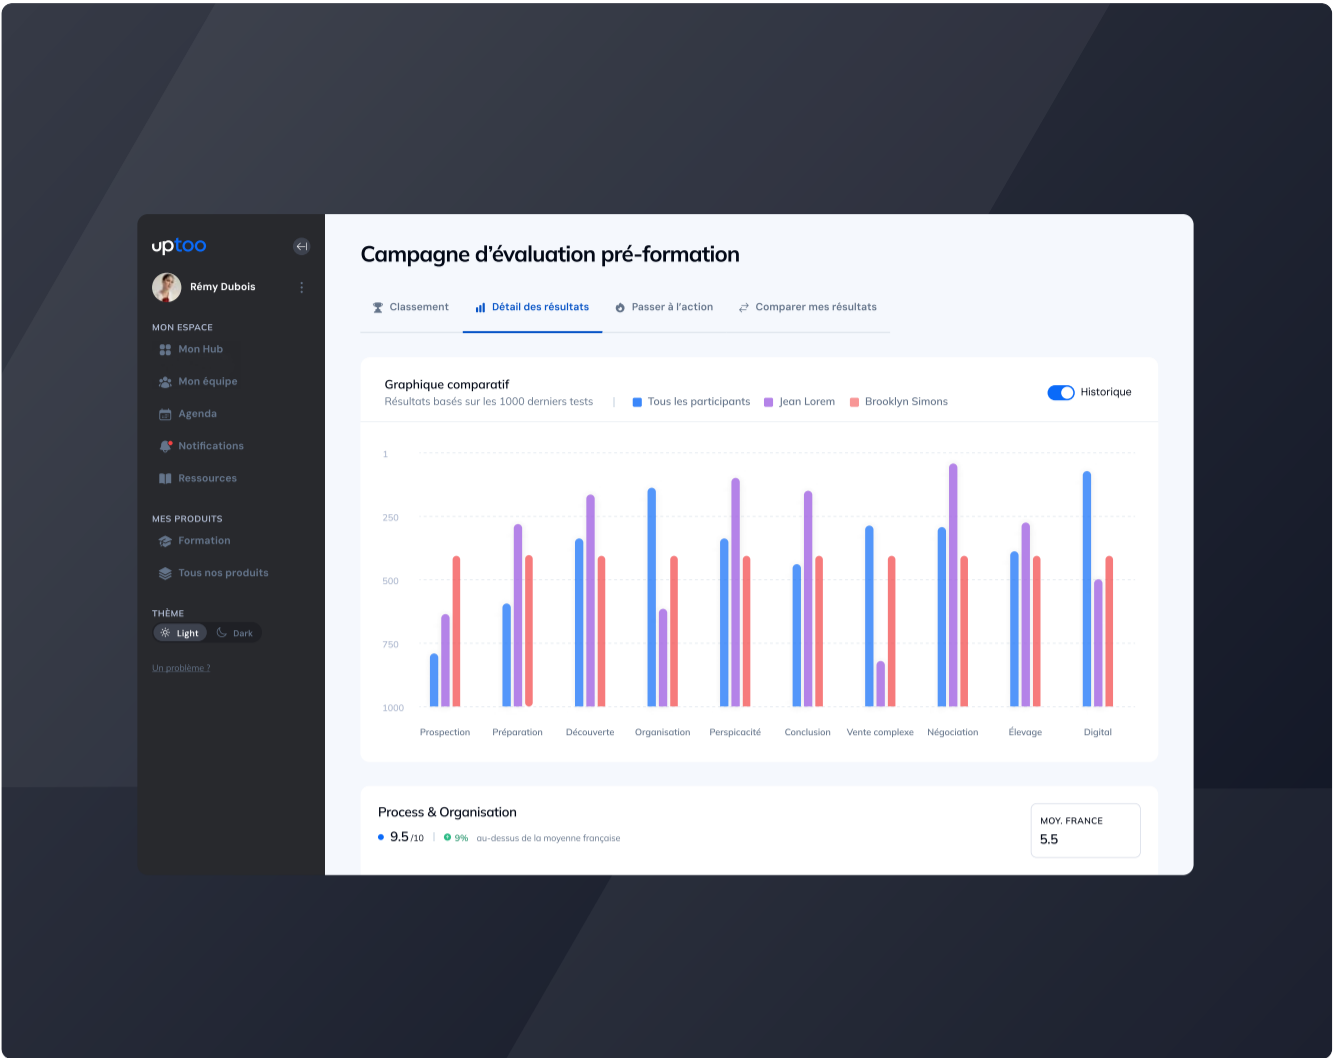 uptoo
Rémy Dubois
MON ESPACE
Mon Hub
Mon équipe
Agenda
Notifications
Ressources
MES PRODUITS
Formation
Tous nos produits
THÈME
Light Dark
Un problème ?
Campagne d’évaluation pré-formation
Classement Détail des résultats Passer à l’action Comparer mes résultats
Graphique comparatif
Résultats basés sur les 1000 derniers tests | Tous les participants Jean Lorem Brooklyn Simons
Historique
1
250
500
750
1000
Prospection Préparation Découverte Organisation Perspicacité Conclusion Vente complexe Négociation Élevage Digital
Process & Organisation
9.5 /10 | 9% au-dessus de la moyenne française
MOY. FRANCE
5.5